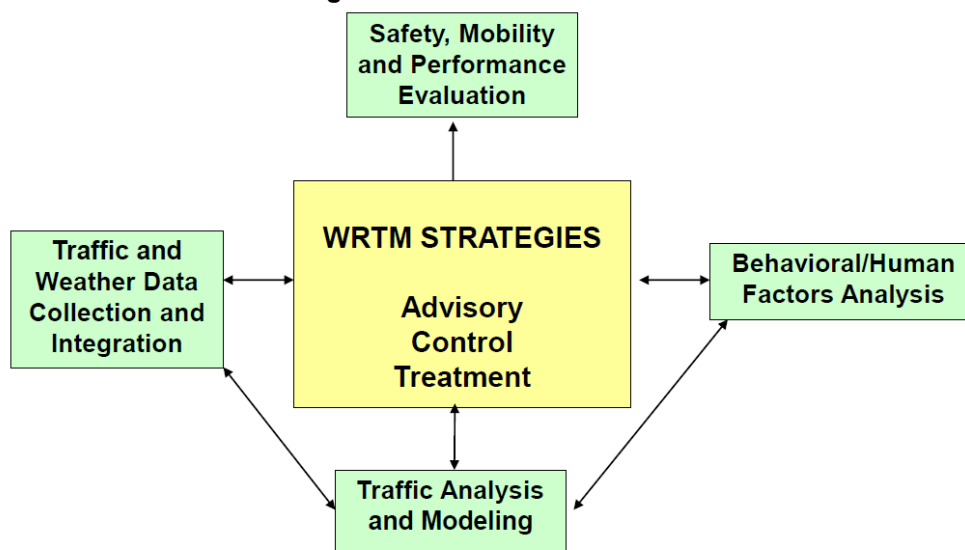 Safety, Mobility
and Performance
Evaluation
WRTM STRATEGIES
Advisory
Control
Treatment
Traffic and
Weather Data
Collection and
Integration
Behavioral/Human
Factors Analysis
Traffic Analysis
and Modeling